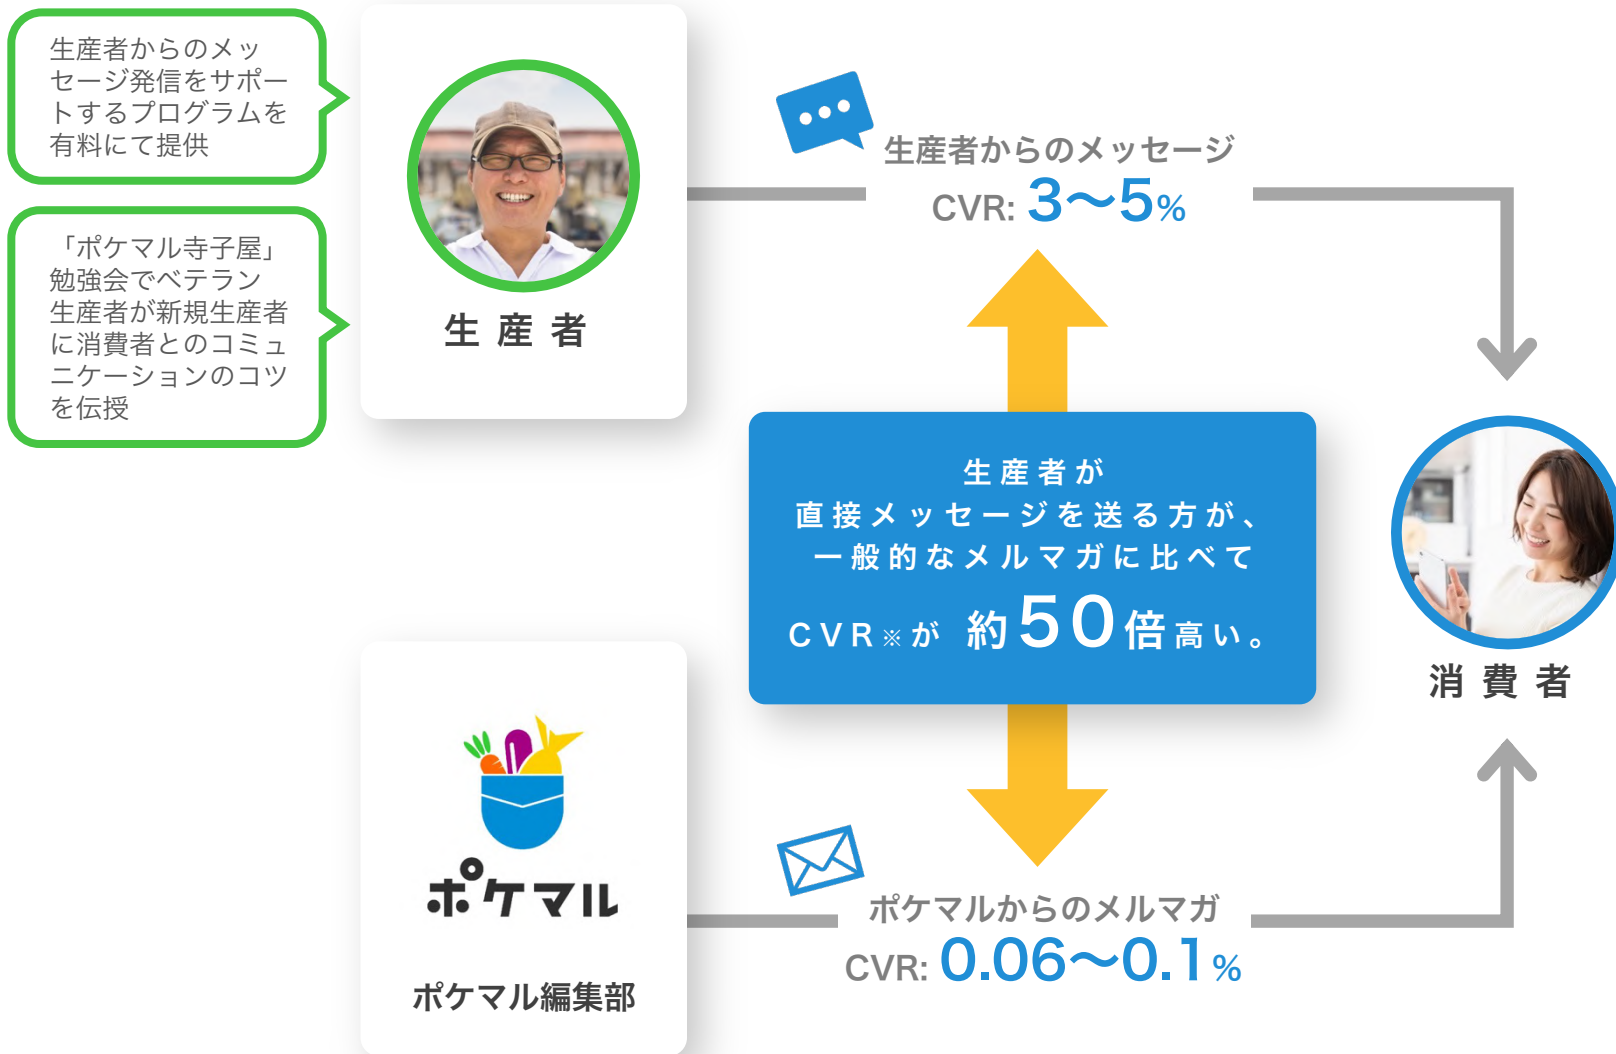 生産者からのメッ
セージ発信をサポー
トするプログラムを
有料にて提供
「ポケマル寺子屋」
勉強会でベテラン
生産者が新規生産者
に消費者とのコミュ
ニケーションのコツ
を伝授
生産者
生産者からのメッセージ
CVR: 3〜5%
生産者が
直接メッセージを送る方が、
一般的なメルマガに比べて
CVR※が 約50倍高い。
消費者
ポケマル
ポケマル編集部
ポケマルからのメルマガ
CVR: 0.06〜0.1%